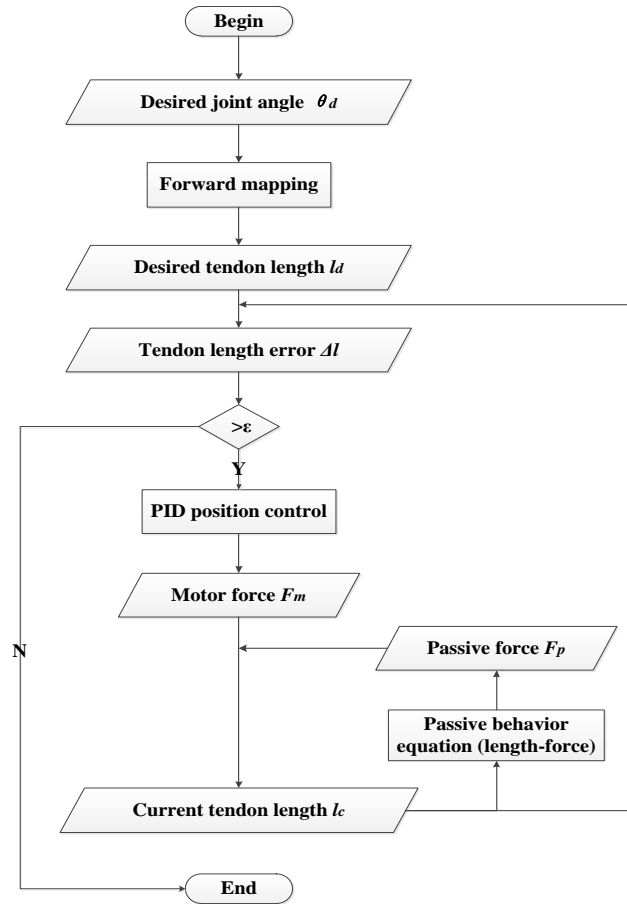 Begin
Desired joint angle θd
Forward mapping
Desired tendon length ld
Tendon length error Δl
>ε
Y
PID position control
Motor force Fm
N
Passive force Fp
Passive behavior
equation (length-force)
Current tendon length lc
End